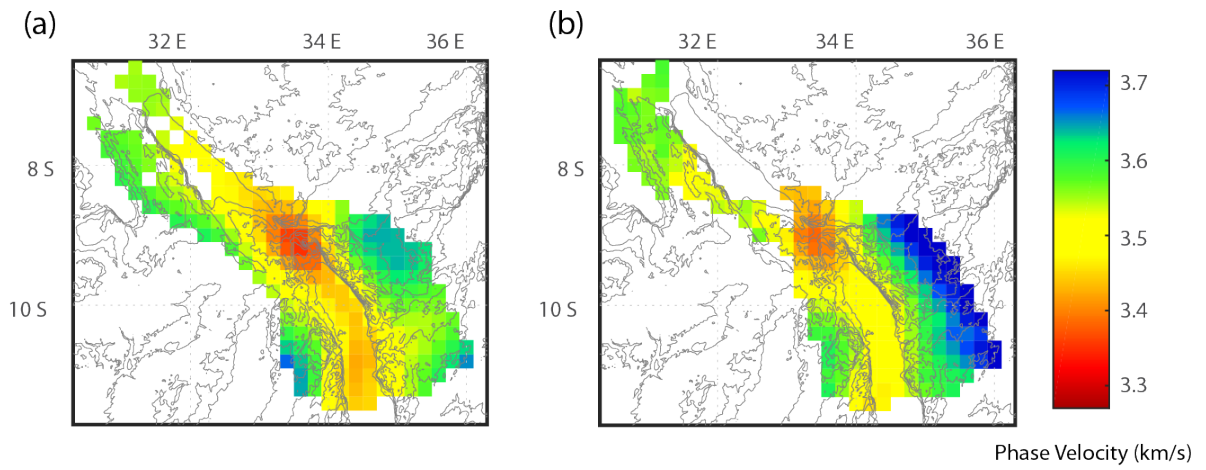 (a)
(b)
32 E
34 E
36 E
32 E
34 E
36 E
8 S
8 S
10 S
10 S
3.7
3.6
3.5
3.4
3.3
Phase Velocity (km/s)